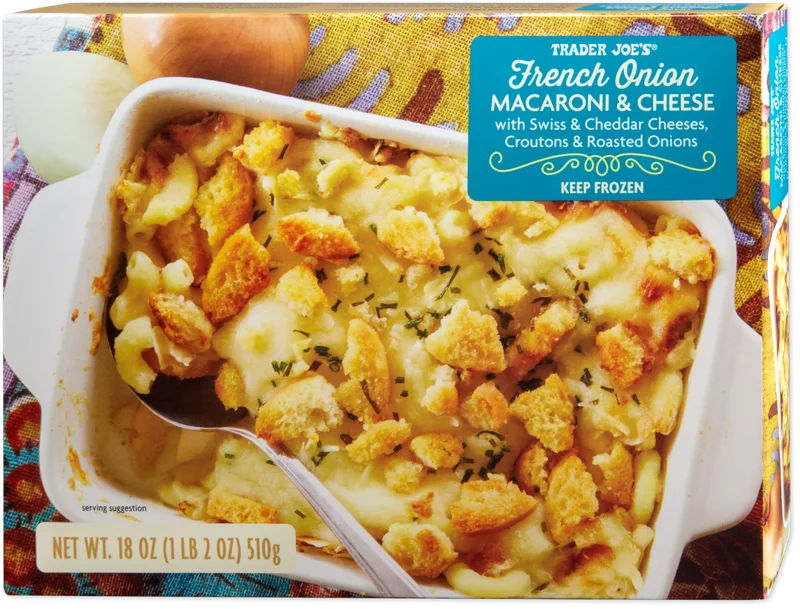 TRADER JOE'S®
French Onion
MACARONI & CHEESE
with Swiss & Cheddar Cheeses,
Croutons & Roasted Onions
KEEP FROZEN
serving suggestion
NET WT. 18 OZ (1 LB 2 OZ) 510g